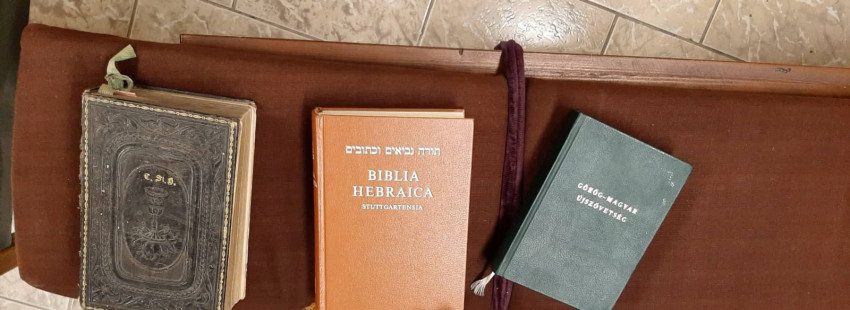 תורה נביאים וכתובים
BIBLIA
HEBRAICA
STUTTGARTENSIA
GÖRÖG-MAGYAR
ÚJSZÖVETSÉG